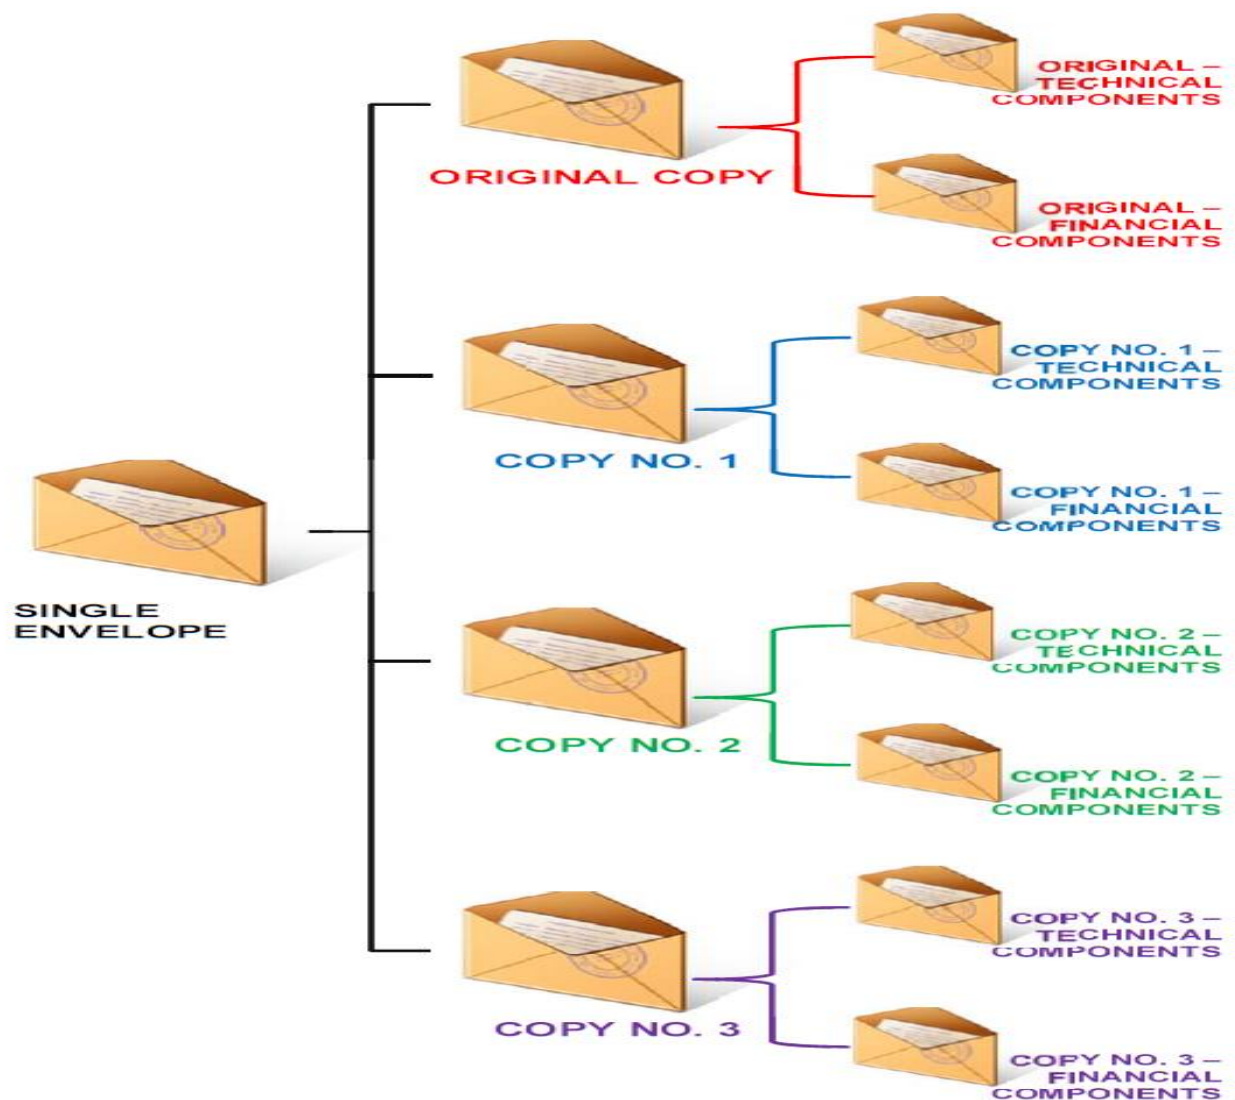 ORIGINAL –
TECHNICAL
COMPONENTS
ORIGINAL COPY
ORIGINAL –
FINANCIAL
COMPONENTS
COPY NO. 1 –
TECHNICAL
COMPONENTS
COPY NO. 1
COPY NO. 1 –
FINANCIAL
COMPONENTS
SINGLE
ENVELOPE
COPY NO. 2 –
TECHNICAL
COMPONENTS
COPY NO. 2
COPY NO. 2 –
FINANCIAL
COMPONENTS
COPY NO. 3 –
TECHNICAL
COMPONENTS
COPY NO. 3
COPY NO. 3 –
FINANCIAL
COMPONENTS